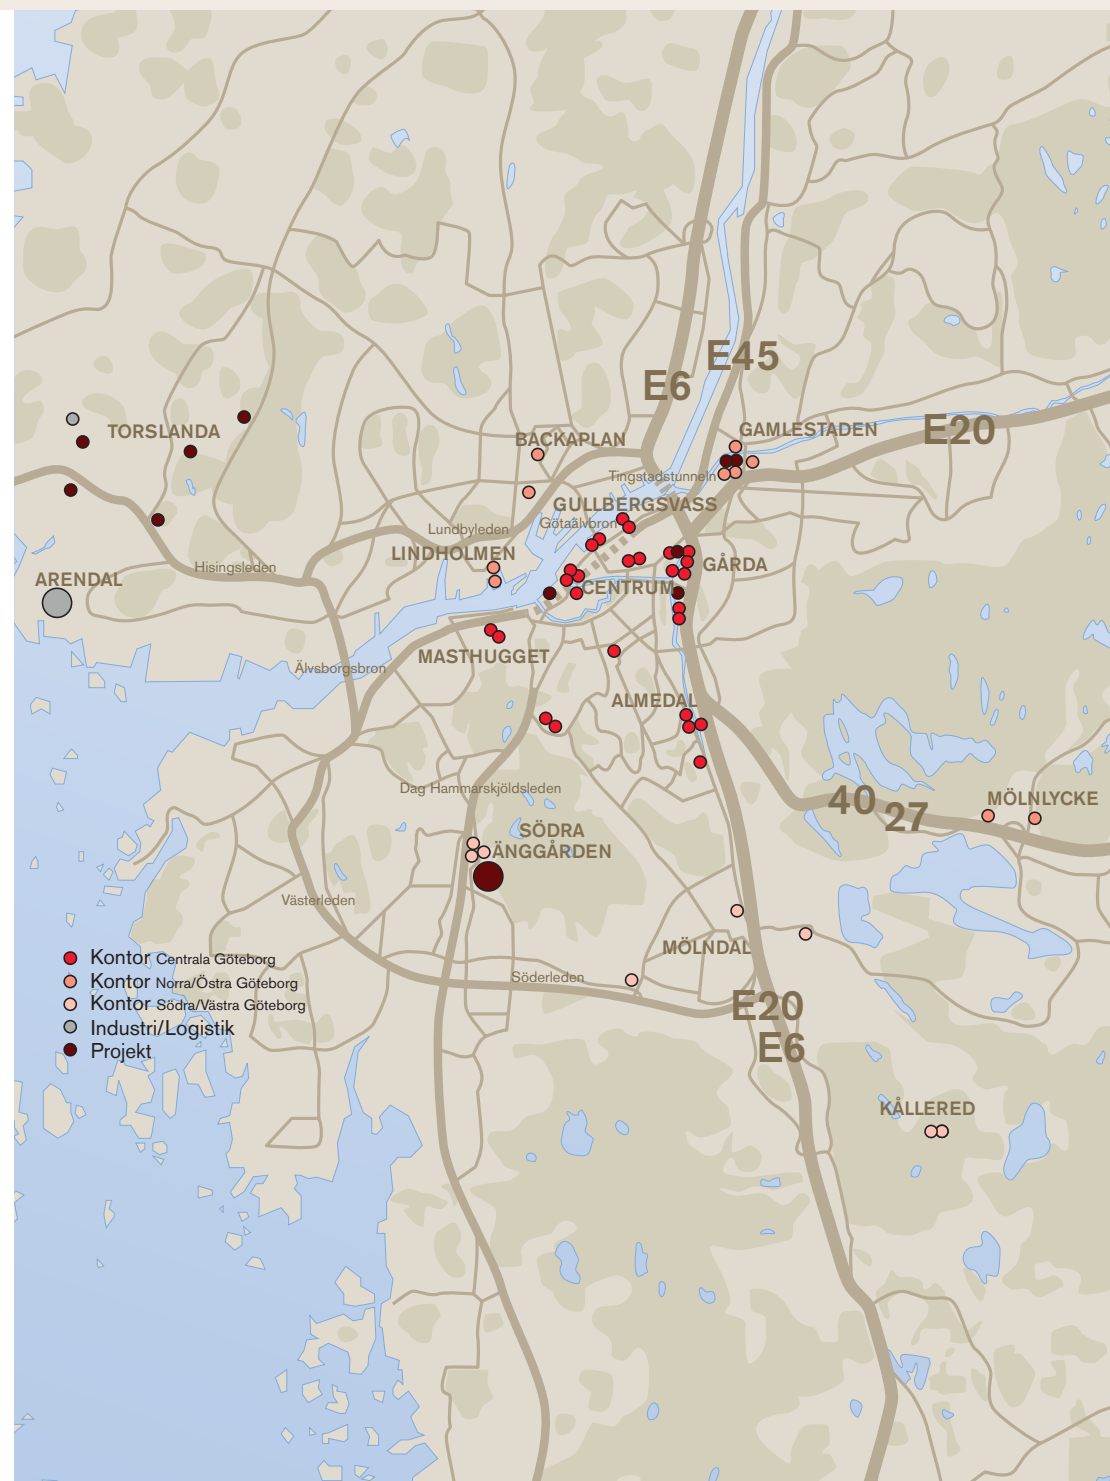 E45
E6
GAMLESTADEN
E20
TORSLANDA
BACKAPLAN
Tingstadstunneln
GULLBERGSVASS
Götaälvbron
Lundbyleden
LINDHOLMEN
Hisingsleden
GÅRDA
ARENDAL
CENTRUM
MASTHUGGET
Älvsborgsbron
ALMEDAL
Dag Hammarskjöldsleden
40
27
MÖLNLYCKE
SÖDRA
ÄNGGÅRDEN
Västerleden
MÖLNDAL
Söderleden
Kontor Centrala Göteborg
Kontor Norra/Östra Göteborg
Kontor Södra/Västra Göteborg
Industri/Logistik
Projekt
E20
E6
KÅLLERED